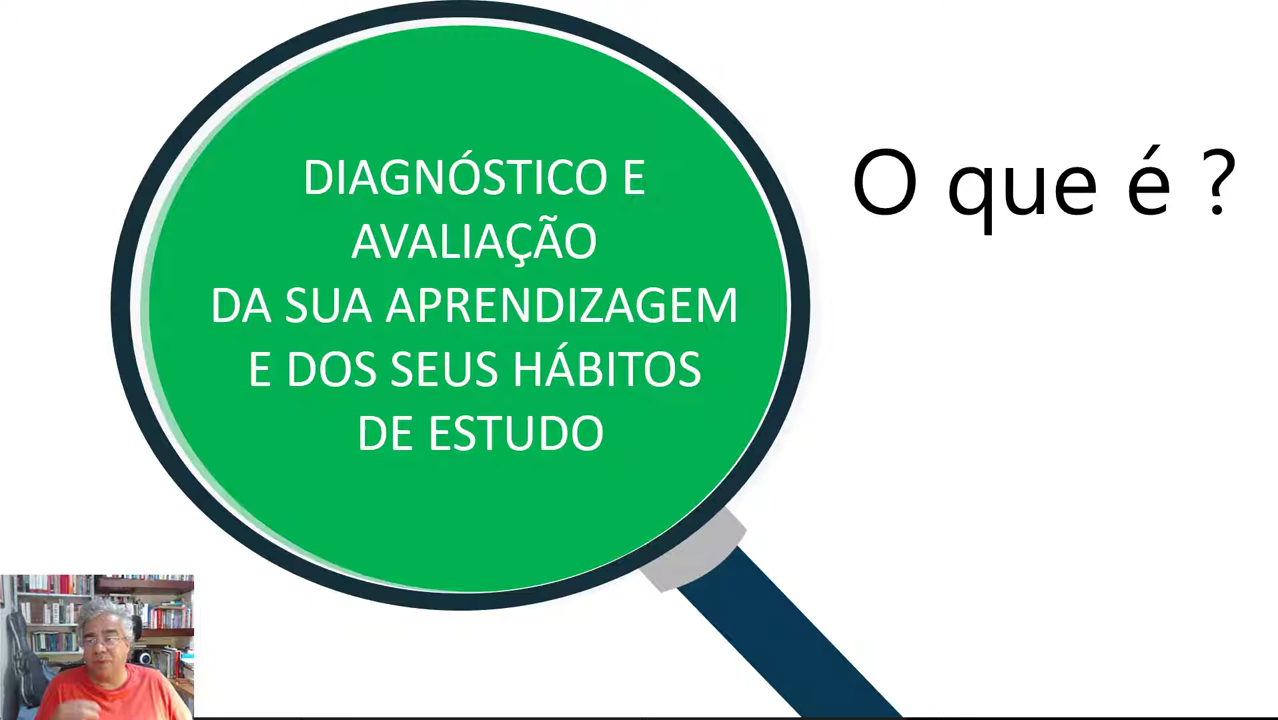 DIAGNÓSTICO E
AVALIAÇÃO
DA SUA APRENDIZAGEM
E DOS SEUS HÁBITOS
DE ESTUDO
O que é ?